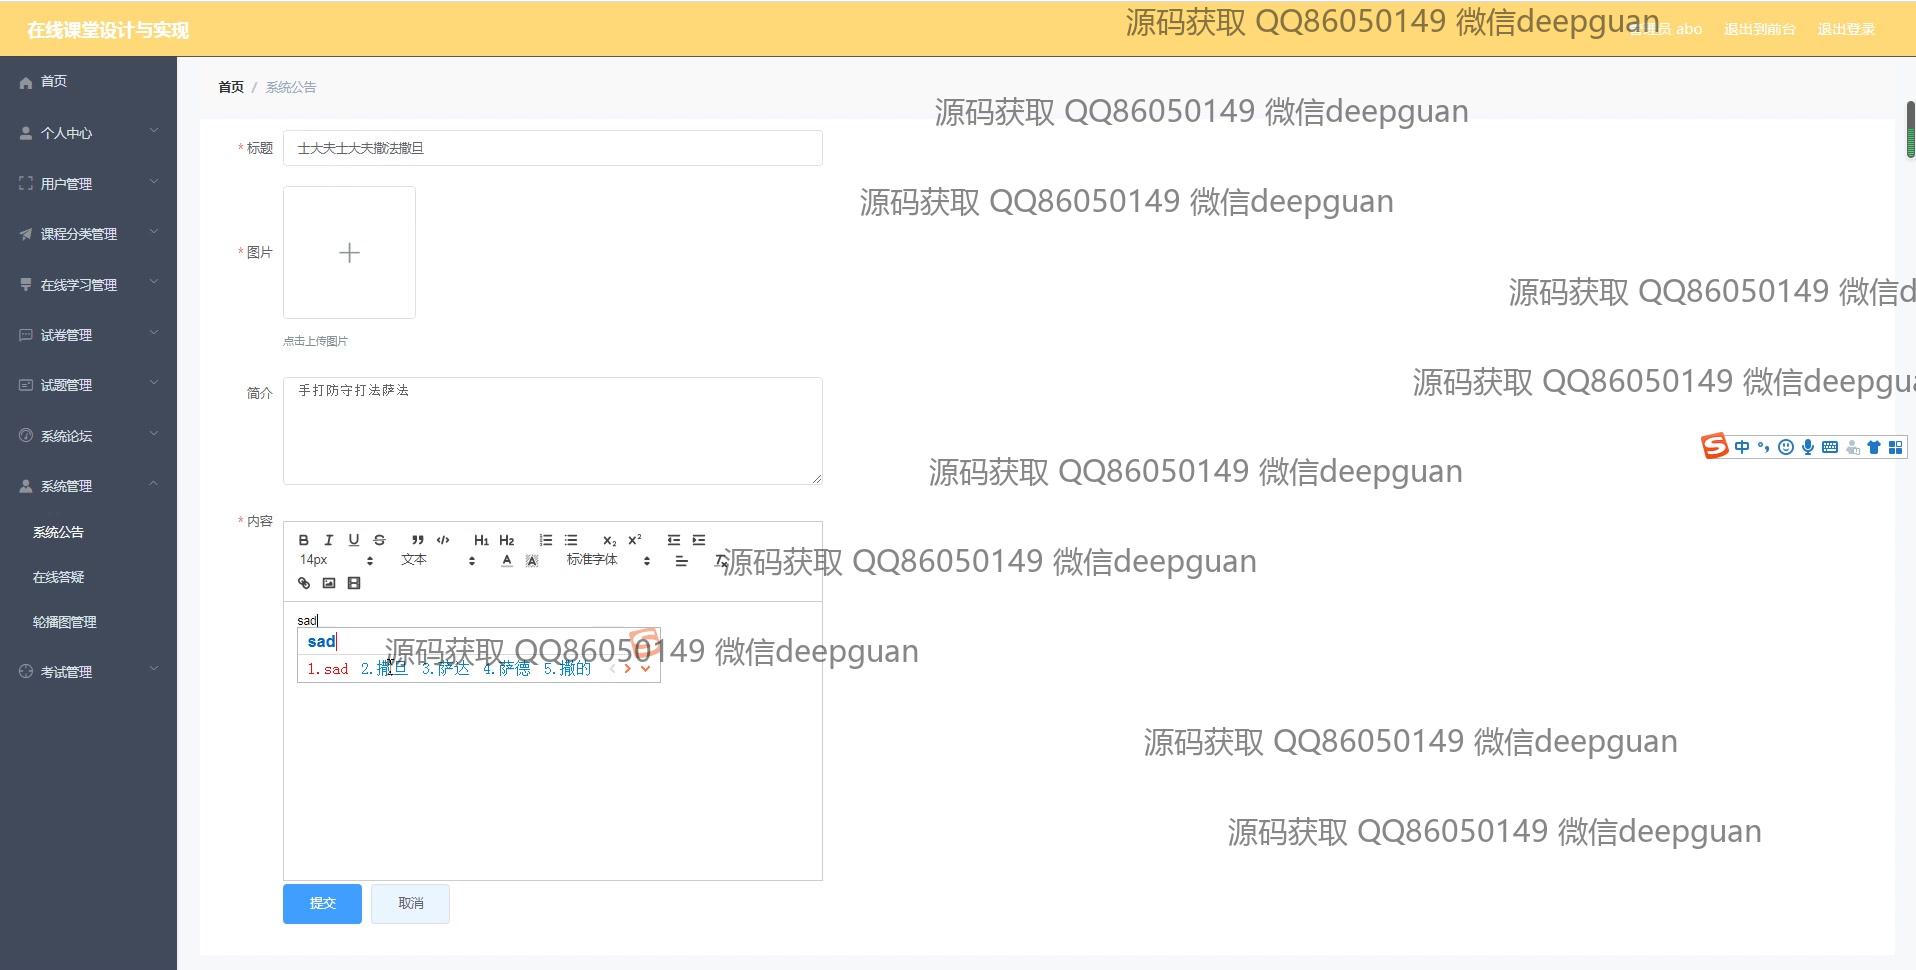 在线课堂设计与实现
源码获取 QQ86050149 微信deepguan
管理员 abo 退出到前台 退出登录
首页
个人中心
用户管理
课程分类管理
在线学习管理
试卷管理
试题管理
系统论坛
系统管理
系统公告
在线答疑
轮播图管理
考试管理
首页 / 系统公告
源码获取 QQ86050149 微信deepguan
* 标题 士大夫士大夫撒法撒旦
源码获取 QQ86050149 微信deepguan
* 图片
源码获取 QQ86050149 微信d
点击上传图片
源码获取 QQ86050149 微信deepgua
简介 手打防守打法萨法
中
源码获取 QQ86050149 微信deepguan
* 内容
B I U S H1 H2 X2 X2
14px 文本 A A 标准字体
源码获取 QQ86050149 微信deepguan
sad
sad
源码获取 QQ86050149 微信deepguan
1.sad 2.撒旦 3.萨达 4.萨德 5.撒的
源码获取 QQ86050149 微信deepguan
源码获取 QQ86050149 微信deepguan
提交 取消